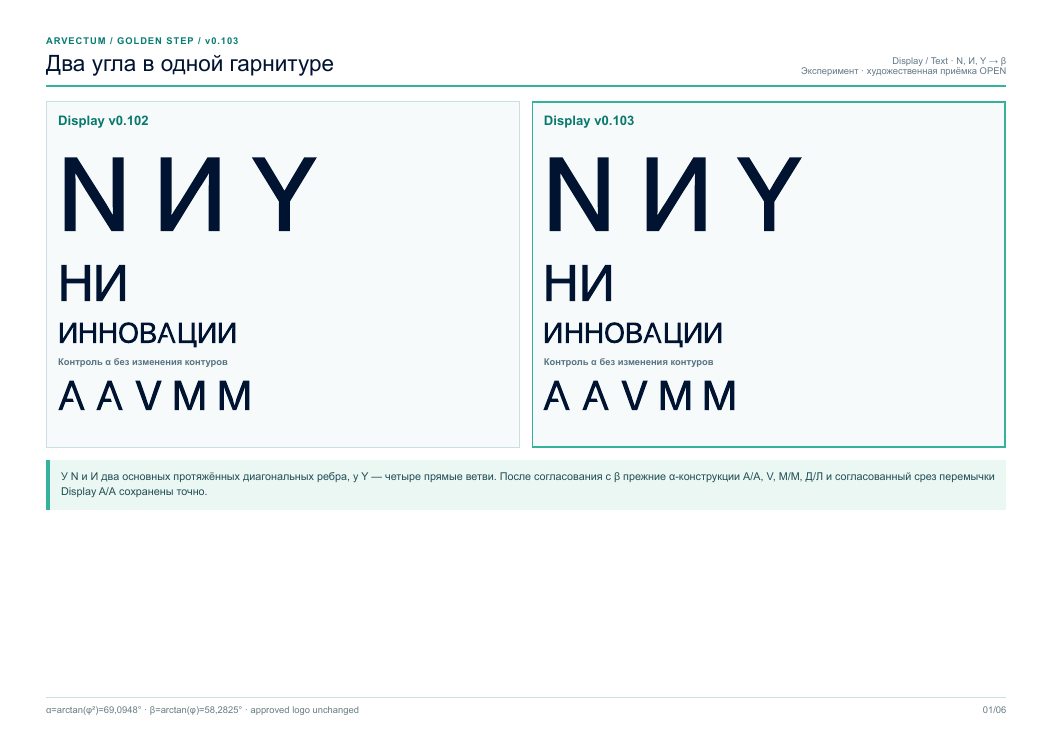 ARVECTUM / GOLDEN STEP / v0.103
Два угла в одной гарнитуре
Display / Text · N, И, Y → β
Эксперимент · художественная приёмка OPEN
Display v0.102
N И Y
НИ
ИННОВАЦИИ
Контроль α без изменения контуров
A А V M М
Display v0.103
N И Y
НИ
ИННОВАЦИИ
Контроль α без изменения контуров
A А V M М
У N и И два основных протяжённых диагональных ребра, у Y — четыре прямые ветви. После согласования с β прежние α-конструкции A/А, V, M/М, Д/Л и согласованный срез перемычки
Display A/А сохранены точно.
α=arctan(φ²)=69,0948° · β=arctan(φ)=58,2825° · approved logo unchanged
01/06